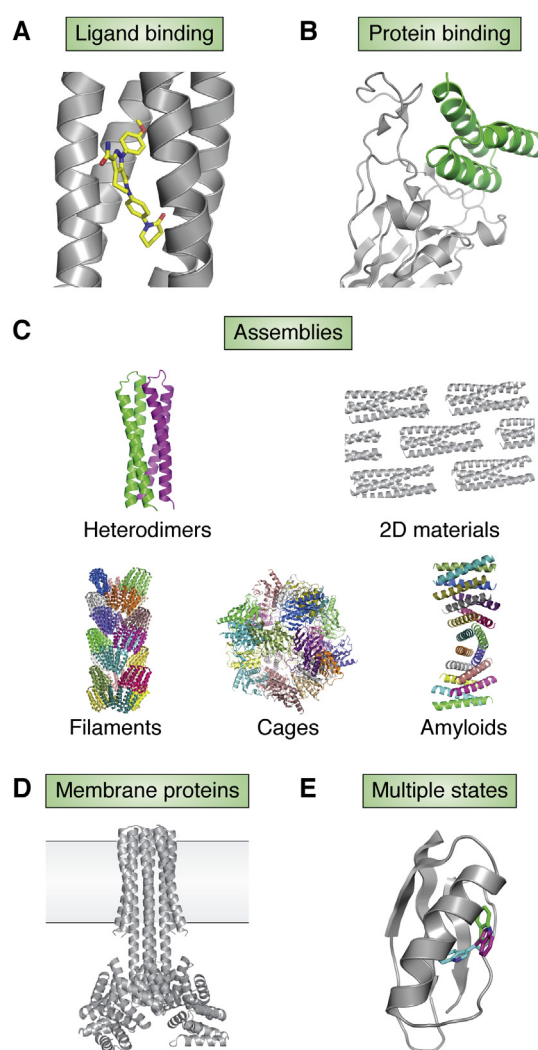 A
Ligand binding
B
Protein binding
C
Assemblies
Heterodimers
2D materials
Filaments
Cages
Amyloids
D
Membrane proteins
E
Multiple states